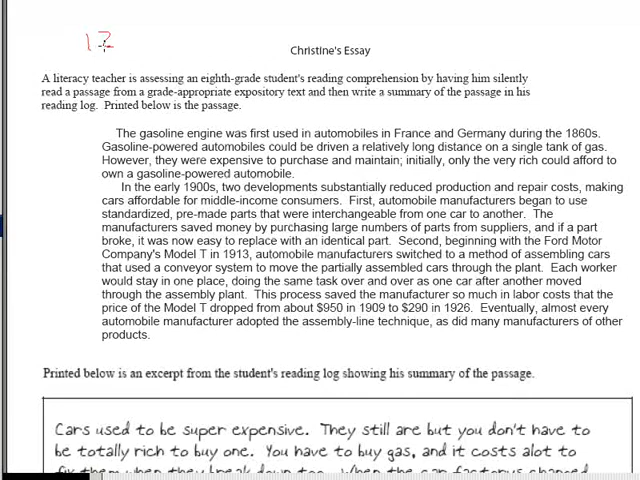 12
Christine's Essay
A literacy teacher is assessing an eighth-grade student's reading comprehension by having him silently
read a passage from a grade-appropriate expository text and then write a summary of the passage in his
reading log. Printed below is the passage.
The gasoline engine was first used in automobiles in France and Germany during the 1860s.
Gasoline-powered automobiles could be driven a relatively long distance on a single tank of gas.
However, they were expensive to purchase and maintain; initially, only the very rich could afford to
own a gasoline-powered automobile.
In the early 1900s, two developments substantially reduced production and repair costs, making
cars affordable for middle-income consumers. First, automobile manufacturers began to use
standardized, pre-made parts that were interchangeable from one car to another. The
manufacturers saved money by purchasing large numbers of parts from suppliers, and if a part
broke, it was now easy to replace with an identical part. Second, beginning with the Ford Motor
Company's Model T in 1913, automobile manufacturers switched to a method of assembling cars
that used a conveyor system to move the partially assembled cars through the plant. Each worker
would stay in one place, doing the same task over and over as one car after another moved
through the assembly plant. This process saved the manufacturer so much in labor costs that the
price of the Model T dropped from about $950 in 1909 to $290 in 1926. Eventually, almost every
automobile manufacturer adopted the assembly-line technique, as did many manufacturers of other
products.
Printed below is an excerpt from the student's reading log showing his summary of the passage.
Cars used to be super expensive. They still are but you don't have to
be totally rich to buy one. You have to buy gas, and it costs alot to
fix them when they break down too. When the car factorys changed